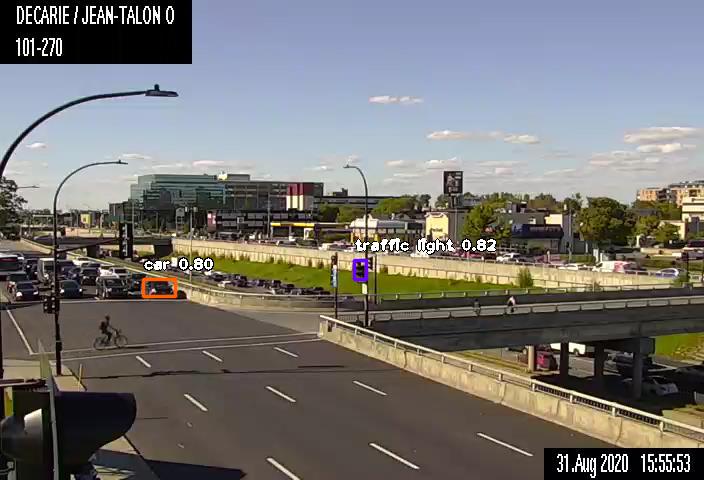 DECARIE / JEAN-TALON O
101-270
traffic light 0.82
car 0.80
31.Aug 2020 15:55:53